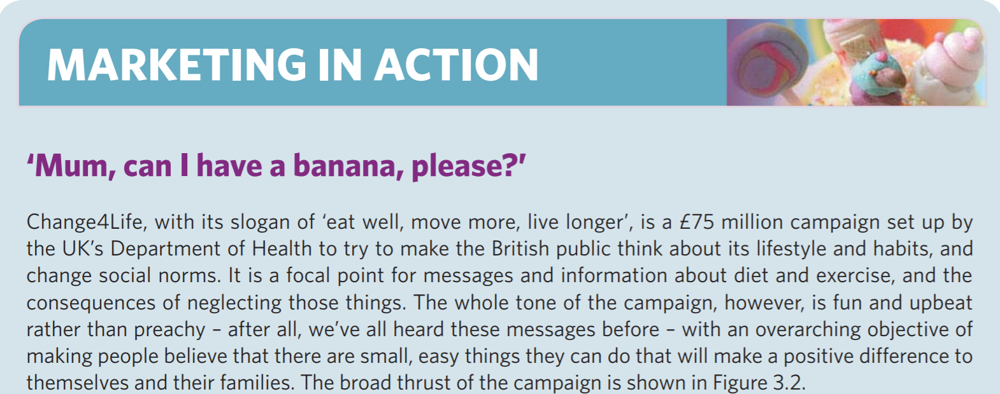 MARKETING IN ACTION
‘Mum, can I have a banana, please?’
Change4Life, with its slogan of ‘eat well, move more, live longer’, is a £75 million campaign set up by
the UK’s Department of Health to try to make the British public think about its lifestyle and habits, and
change social norms. It is a focal point for messages and information about diet and exercise, and the
consequences of neglecting those things. The whole tone of the campaign, however, is fun and upbeat
rather than preachy – after all, we’ve all heard these messages before – with an overarching objective of
making people believe that there are small, easy things they can do that will make a positive difference to
themselves and their families. The broad thrust of the campaign is shown in Figure 3.2.